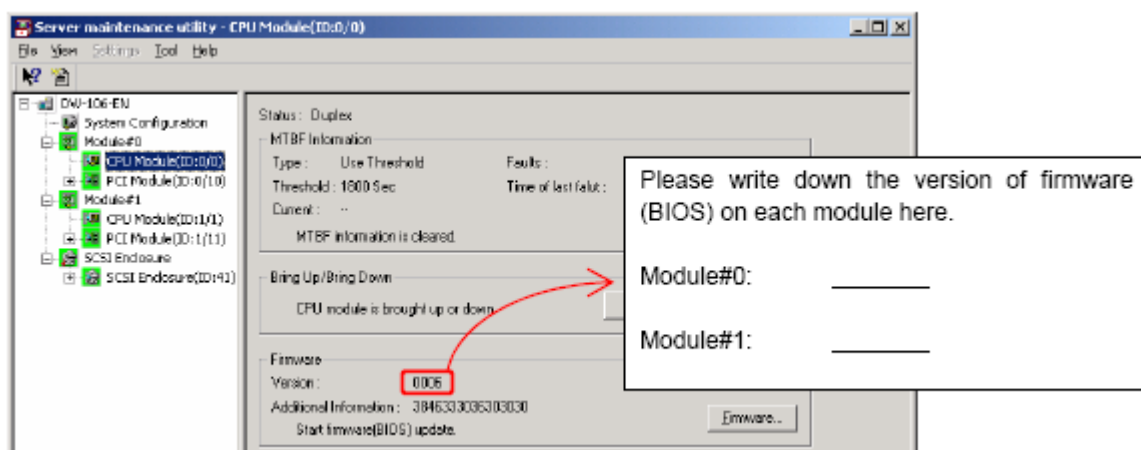 Server maintenance utility - CPU Module(ID:0/0)
File View Settings Tool Help
DW-106-EN
System Configuration
Module#0
CPU Module(ID:0/0)
PCI Module(ID:0/10)
Module#1
CPU Module(ID:1/1)
PCI Module(ID:1/11)
SCSI Enclosure
SCSI Enclosure(ID:41)
Status : Duplex
MTBF Information
Type : Use Threshold Faults :
Threshold : 1800 Sec Time of last falut :
Current : --
MTBF information is cleared.
Bring Up/Bring Down
CPU module is brought up or down.
Firmware
Version : 0006
Additional Information : 3846333036303030
Start firmware(BIOS) update.
Firmware...
Please write down the version of firmware
(BIOS) on each module here.
Module#0:
Module#1: